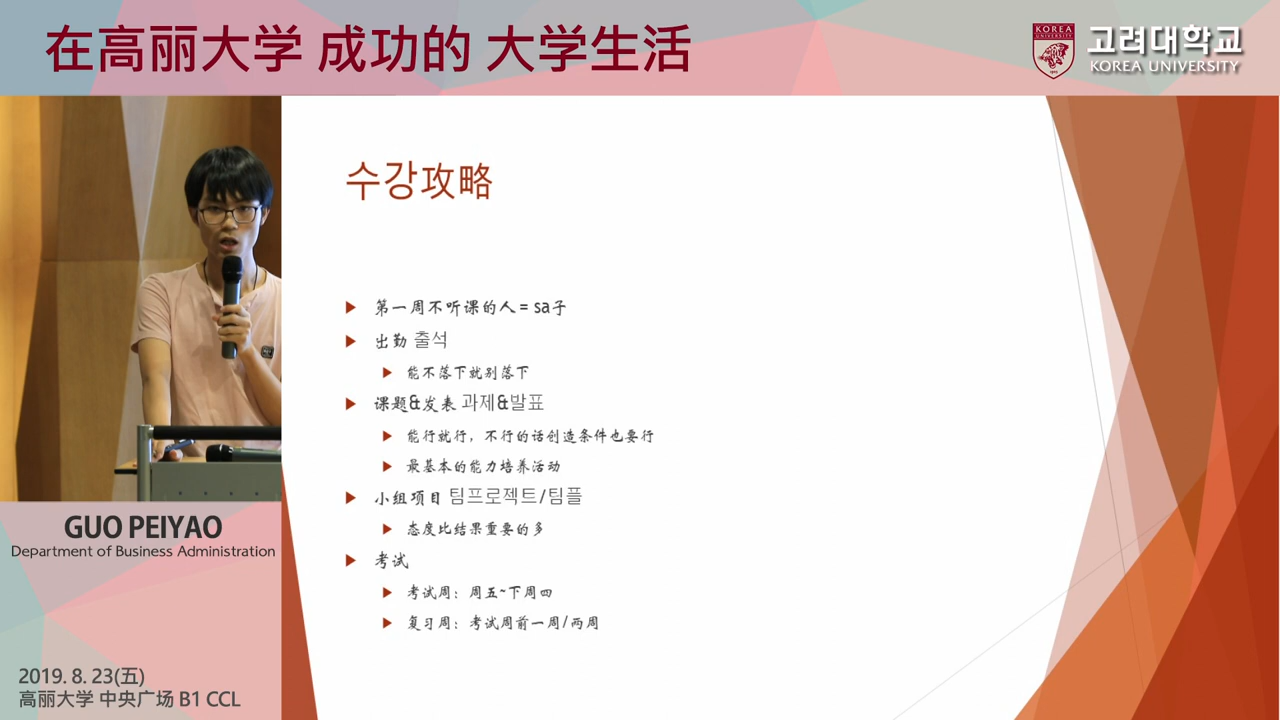 在高丽大学 成功的 大学生活
KOREA
UNIVERSITY
고려대학교
KOREA UNIVERSITY
수강攻略
第一周不听课的人 = sa子
出勤 출석
能不落下就别落下
课题&发表 과제&발표
能行就行，不行的话创造条件也要行
最基本的能力培养活动
小组项目 팀프로젝트/팀플
态度比结果重要的多
考试
考试周：周五~下周四
复习周：考试周前一周/两周
GUO PEIYAO
Department of Business Administration
2019. 8. 23(五)
高丽大学 中央广场 B1 CCL